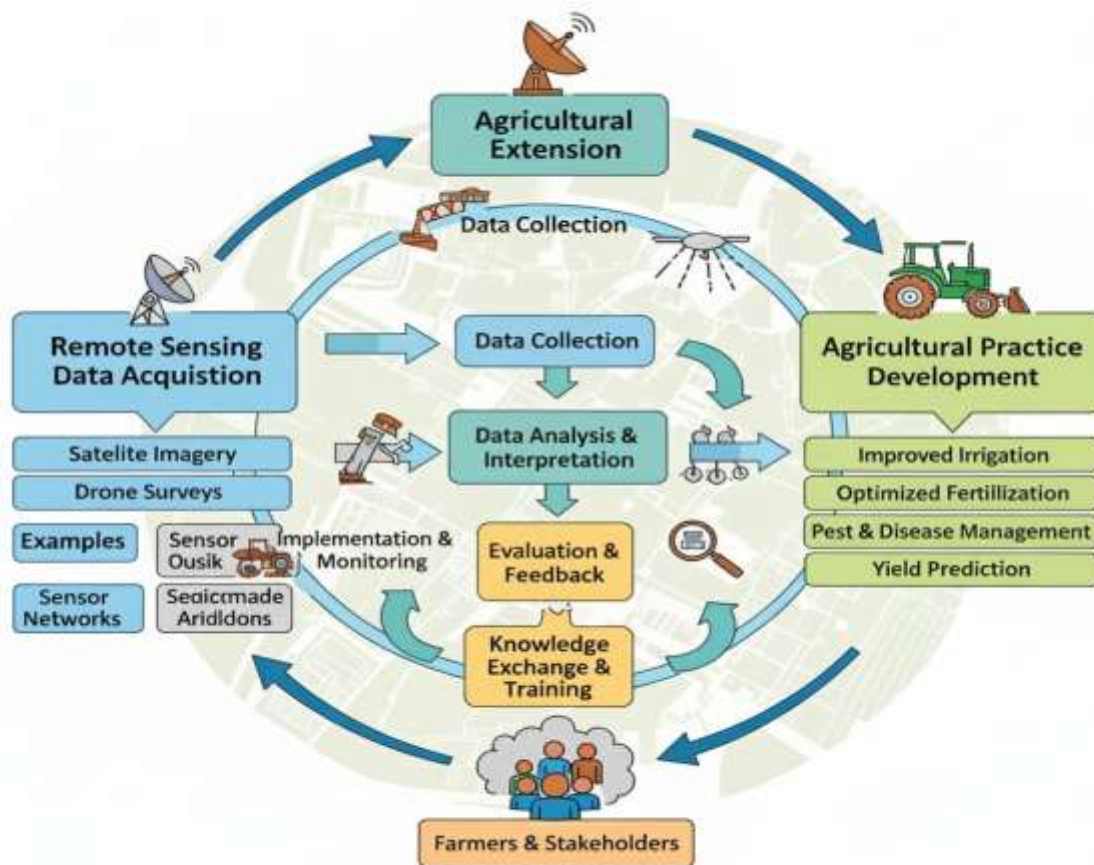 Agricultural
Extension
Data Collection
Remote Sensing
Data Acquistion
Satelite Imagery
Drone Surveys
Examples
Sensor
Ousik
Sensor
Networks
Seoicmade
Aridldons
Data Collection
Data Analysis &
Interpretation
Implementation &
Monitoring
Evaluation &
Feedback
Knowledge
Exchange &
Training
Agricultural Practice
Development
Improved Irrigation
Optimized Fertillization
Pest & Disease Management
Yield Prediction
Farmers & Stakeholders